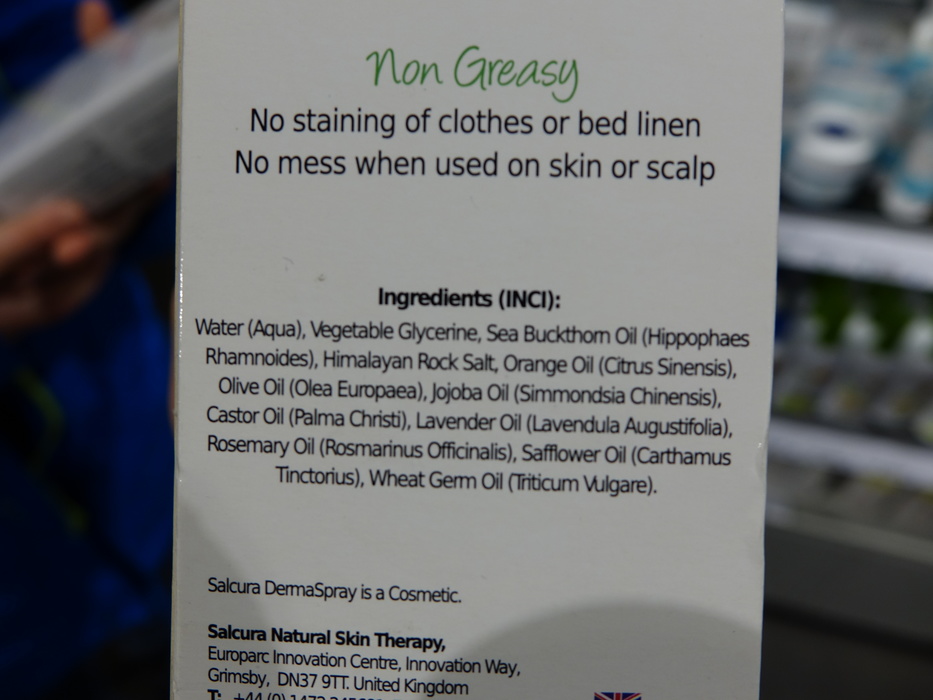 Non Greasy
No staining of clothes or bed linen
No mess when used on skin or scalp
Ingredients (INCI):
Water (Aqua), Vegetable Glycerine, Sea Buckthorn Oil (Hippophaes
Rhamnoides), Himalayan Rock Salt, Orange Oil (Citrus Sinensis),
Olive Oil (Olea Europaea), Jojoba Oil (Simmondsia Chinensis),
Castor Oil (Palma Christi), Lavender Oil (Lavendula Augustifolia),
Rosemary Oil (Rosmarinus Officinalis), Safflower Oil (Carthamus
Tinctorius), Wheat Germ Oil (Triticum Vulgare).
Salcura DermaSpray is a Cosmetic.
Salcura Natural Skin Therapy,
Europarc Innovation Centre, Innovation Way,
Grimsby, DN37 9TT. United Kingdom
T: +44 (0) 1472